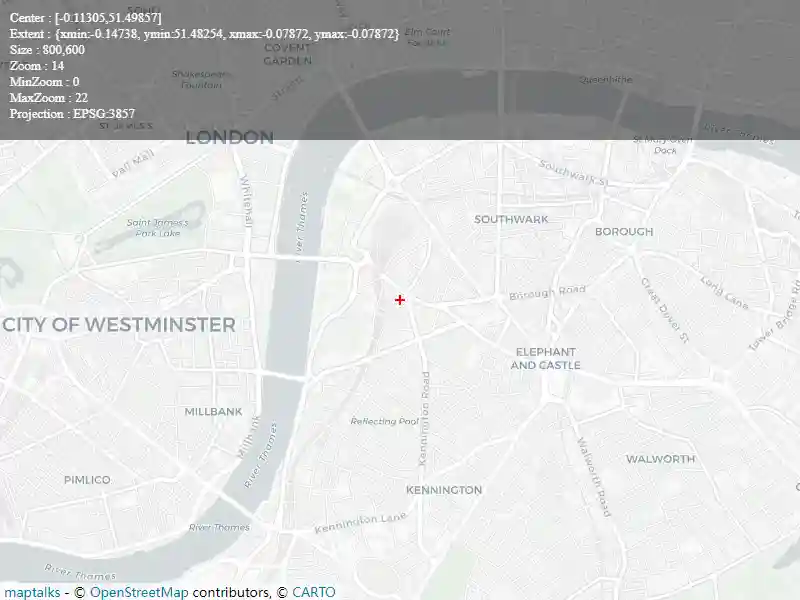 SOHO
Center : [-0.11305,51.49857]
Extent : {xmin:-0.14738, ymin:51.48254, xmax:-0.07872, ymax:-0.07872}
Size : 800,600
Zoom : 14
MinZoom : 0
MaxZoom : 22
Projection : EPSG:3857
COVENT
GARDEN
Elm Court
Shakespeare
Fountain
Strand
Queenhithe
River Thames
ST JAMES'S
LONDON
St Mary Overi
Dock
Pall Mall
Whitehall
River Thames
Southwark St
Saint James's
Park Lake
SOUTHWARK
BOROUGH
Borough Road
Great Dover St
Long Lane
Tower Bridge Rd
CITY OF WESTMINSTER
ELEPHANT
AND CASTLE
MILLBANK
Millbank
Reflecting Pool
Kennington Road
River Thames
WALWORTH
Walworth Road
PIMLICO
KENNINGTON
River Thames
Kennington Lane
River Thames
maptalks - © OpenStreetMap contributors, © CARTO